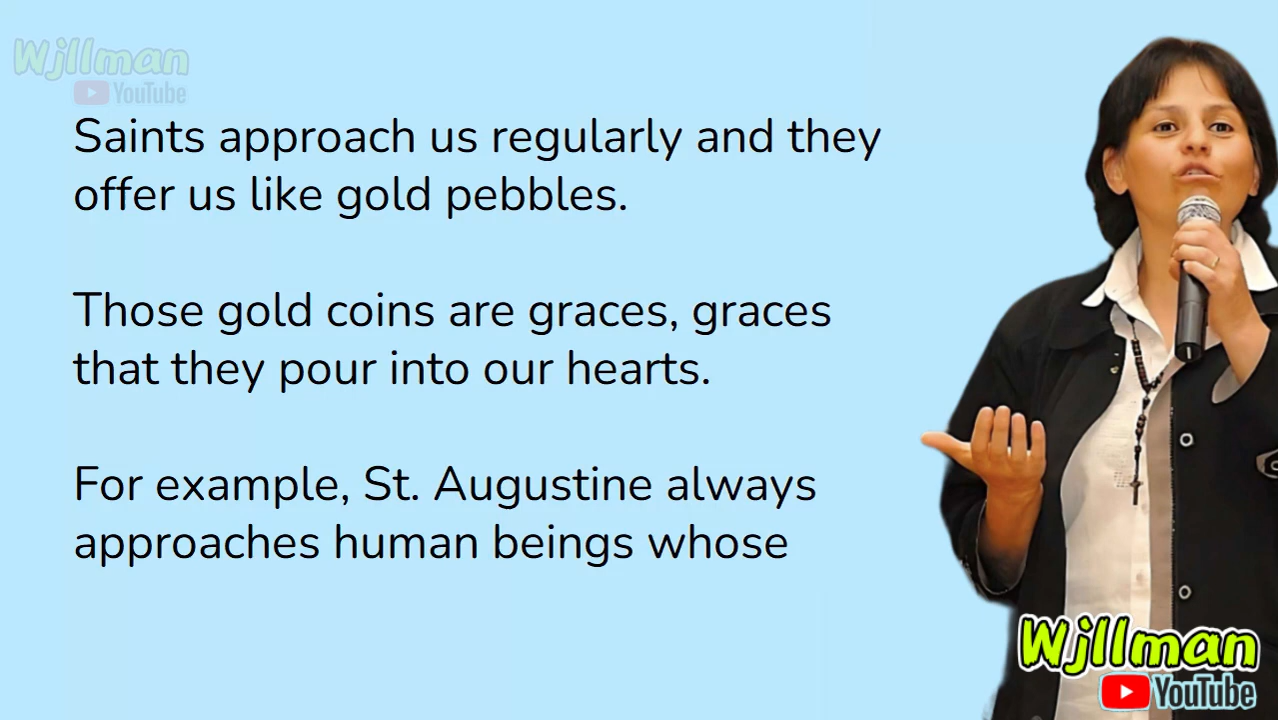 Wjllman
YouTube
Saints approach us regularly and they
offer us like gold pebbles.
Those gold coins are graces, graces
that they pour into our hearts.
For example, St. Augustine always
approaches human beings whose
Wjllman
YouTube